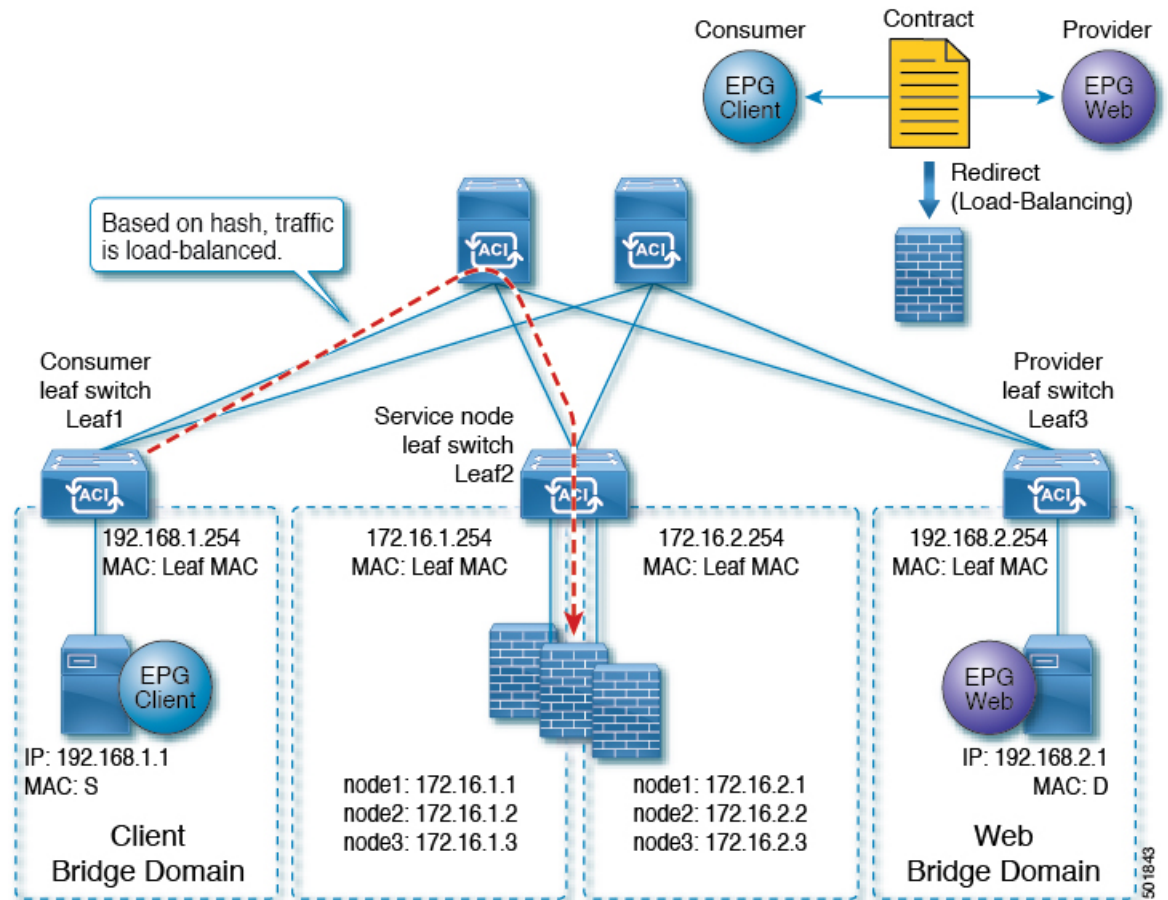 Consumer
Contract
Provider
EPG
Client
EPG
Web
Redirect
(Load-Balancing)
Based on hash, traffic
is load-balanced.
ACI
ACI
Consumer
leaf switch
Leaf1
Service node
leaf switch
Leaf2
Provider
leaf switch
Leaf3
ACI
ACI
ACI
192.168.1.254
MAC: Leaf MAC
172.16.1.254
MAC: Leaf MAC
172.16.2.254
MAC: Leaf MAC
192.168.2.254
MAC: Leaf MAC
EPG
Client
EPG
Web
IP: 192.168.1.1
MAC: S
node1: 172.16.1.1
node2: 172.16.1.2
node3: 172.16.1.3
node1: 172.16.2.1
node2: 172.16.2.2
node3: 172.16.2.3
IP: 192.168.2.1
MAC: D
Client
Bridge Domain
Web
Bridge Domain
501843